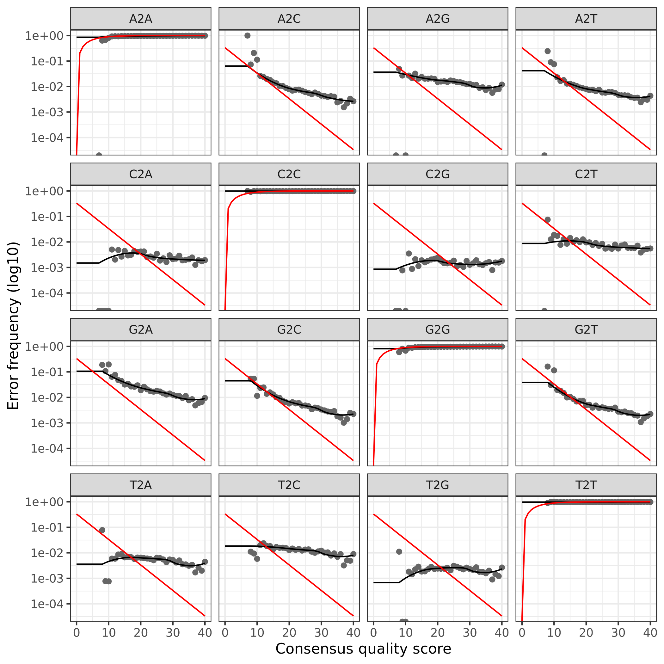 A2A A2C A2G A2T
1e+00
1e-01
1e-02
1e-03
1e-04
C2A C2C C2G C2T
1e+00
1e-01
1e-02
1e-03
1e-04
G2A G2C G2G G2T
1e+00
1e-01
1e-02
1e-03
1e-04
T2A T2C T2G T2T
1e+00
1e-01
1e-02
1e-03
1e-04
0 10 20 30 40 0 10 20 30 40 0 10 20 30 40 0 10 20 30 40
Consensus quality score
Error frequency (log10)